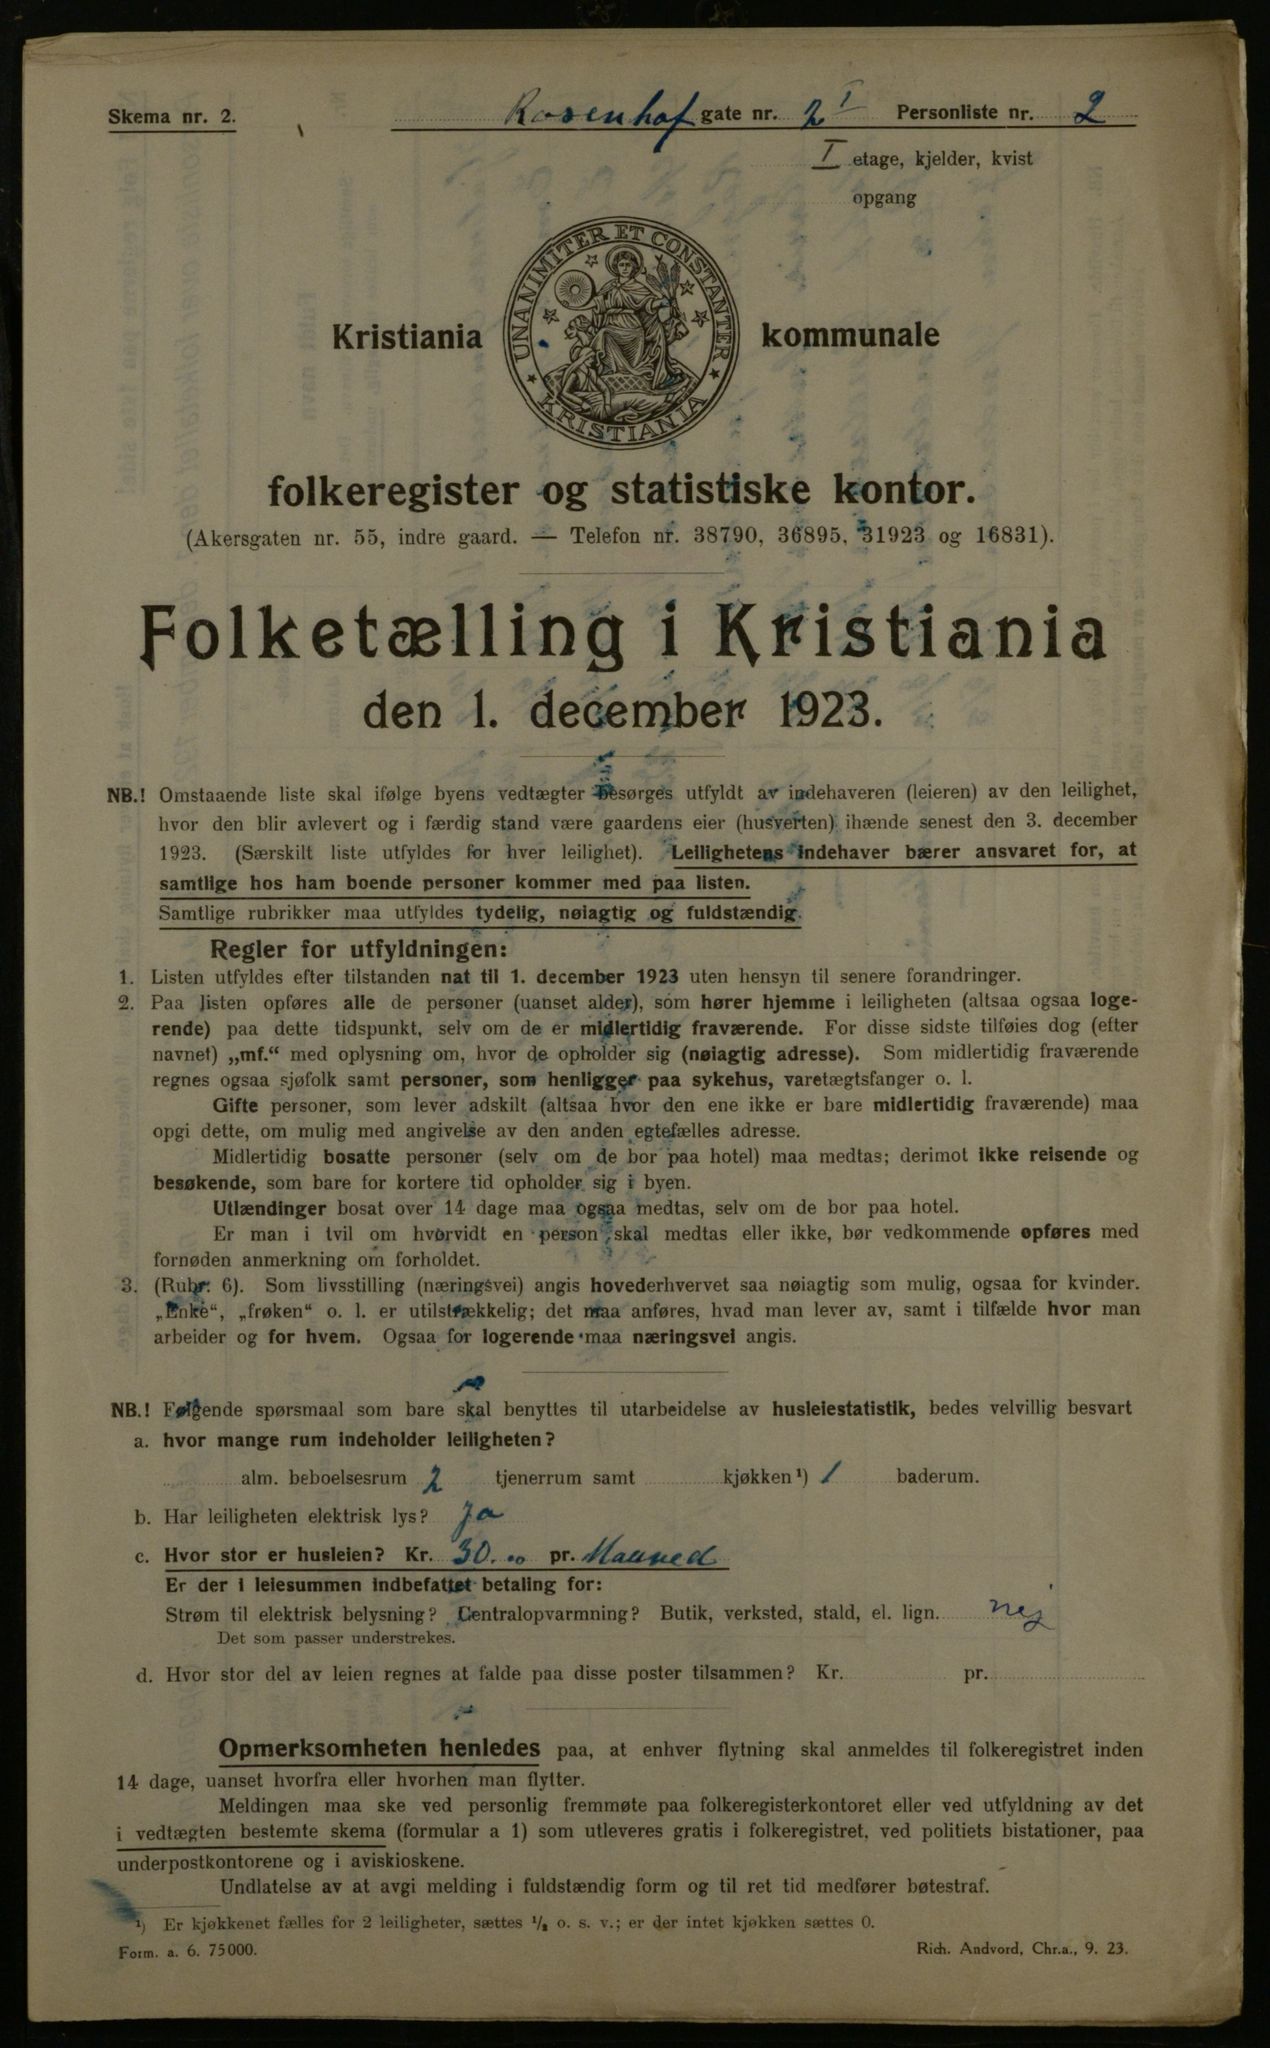 Skema nr. 2.
Rosenhof gate nr. 2 I Personliste nr. 2
I etage, kjelder, kvist
opgang
UNANIMITER ET CONSTANTER
KRISTIANIA
Kristiania kommunale
folkeregister og statistiske kontor.
(Akersgaten nr. 55, indre gaard. — Telefon nr. 38790, 36895, 31923 og 16831).
Folketælling i Kristiania
den 1. december 1923.
NB.! Omstaaende liste skal ifølge byens vedtægter besørges utfyldt av indehaveren (leieren) av den leilighet,
hvor den blir avlevert og i færdig stand være gaardens eier (husverten) ihænde senest den 3. december
1923. (Særskilt liste utfyldes for hver leilighet). Leilighetens indehaver bærer ansvaret for, at
samtlige hos ham boende personer kommer med paa listen.
Samtlige rubrikker maa utfyldes tydelig, nøiagtig og fuldstændig.
Regler for utfyldningen:
1. Listen utfyldes efter tilstanden nat til 1. december 1923 uten hensyn til senere forandringer.
2. Paa listen opføres alle de personer (uanset alder), som hører hjemme i leiligheten (altsaa ogsaa loge-
rende) paa dette tidspunkt, selv om de er midlertidig fraværende. For disse sidste tilføies dog (efter
navnet) „mf.“ med oplysning om, hvor de opholder sig (nøiagtig adresse). Som midlertidig fraværende
regnes ogsaa sjøfolk samt personer, som henligger paa sykehus, varetægtsfanger o. l.
Gifte personer, som lever adskilt (altsaa hvor den ene ikke er bare midlertidig fraværende) maa
opgi dette, om mulig med angivelse av den anden egtefælles adresse.
Midlertidig bosatte personer (selv om de bor paa hotel) maa medtas; derimot ikke reisende og
besøkende, som bare for kortere tid opholder sig i byen.
Utlændinger bosat over 14 dage maa ogsaa medtas, selv om de bor paa hotel.
Er man i tvil om hvorvidt en person skal medtas eller ikke, bør vedkommende opføres med
fornøden anmerkning om forholdet.
3. (Rubr. 6). Som livsstilling (næringsvei) angis hovederhvervet saa nøiagtig som mulig, ogsaa for kvinder.
„Enke“, „frøken“ o. l. er utilstrækkelig; det maa anføres, hvad man lever av, samt i tilfælde hvor man
arbeider og for hvem. Ogsaa for logerende maa næringsvei angis.
NB.! Følgende spørsmaal som bare skal benyttes til utarbeidelse av husleiestatistik, bedes velvillig besvart
a. hvor mange rum indeholder leiligheten?
alm. beboelsesrum 2 tjenerrum samt kjøkken ¹) 1 baderum.
b. Har leiligheten elektrisk lys? Ja
c. Hvor stor er husleien? Kr. 30.00 pr. Maaned
Er der i leiesummen indbefattet betaling for:
Strøm til elektrisk belysning? Centralopvarmning? Butik, verksted, stald, el. lign. nej
Det som passer understrekes.
d. Hvor stor del av leien regnes at falde paa disse poster tilsammen? Kr. pr.
Opmerksomheten henledes paa, at enhver flytning skal anmeldes til folkeregistret inden
14 dage, uanset hvorfra eller hvorhen man flytter.
Meldingen maa ske ved personlig fremmøte paa folkeregisterkontoret eller ved utfyldning av det
i vedtægten bestemte skema (formular a 1) som utleveres gratis i folkeregistret, ved politiets bistationer, paa
underpostkontorene og i aviskioskene.
Undlatelse av at avgi melding i fuldstændig form og til ret tid medfører bøtestraf.
¹) Er kjøkkenet fælles for 2 leiligheter, sættes ½ o. s. v.; er der intet kjøkken sættes 0.
Form. a. 6. 75000. Rich. Andvord, Chr.a., 9. 23.